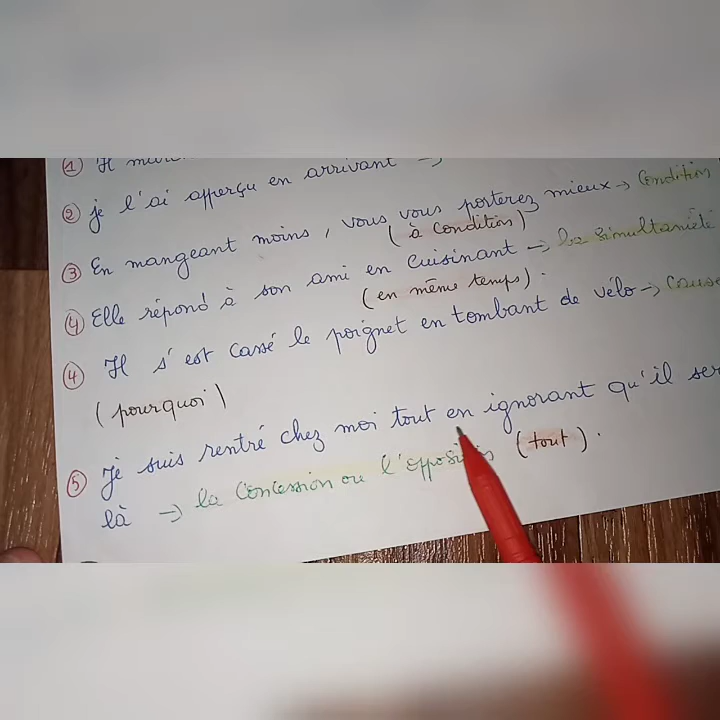 ① Il
② je l'ai apperçu en arrivant →
③ En mangeant moins, vous vous porterez mieux → Condition
(à condition)
④ Elle répond à son ami en cuisinant → la simultanéité
(en même temps).
④ Il s'est cassé le poignet en tombant de vélo → Cause
(pourquoi)
⑤ Je suis rentré chez moi tout en ignorant qu'il ser
là → la Concession ou l'opposition (tout).